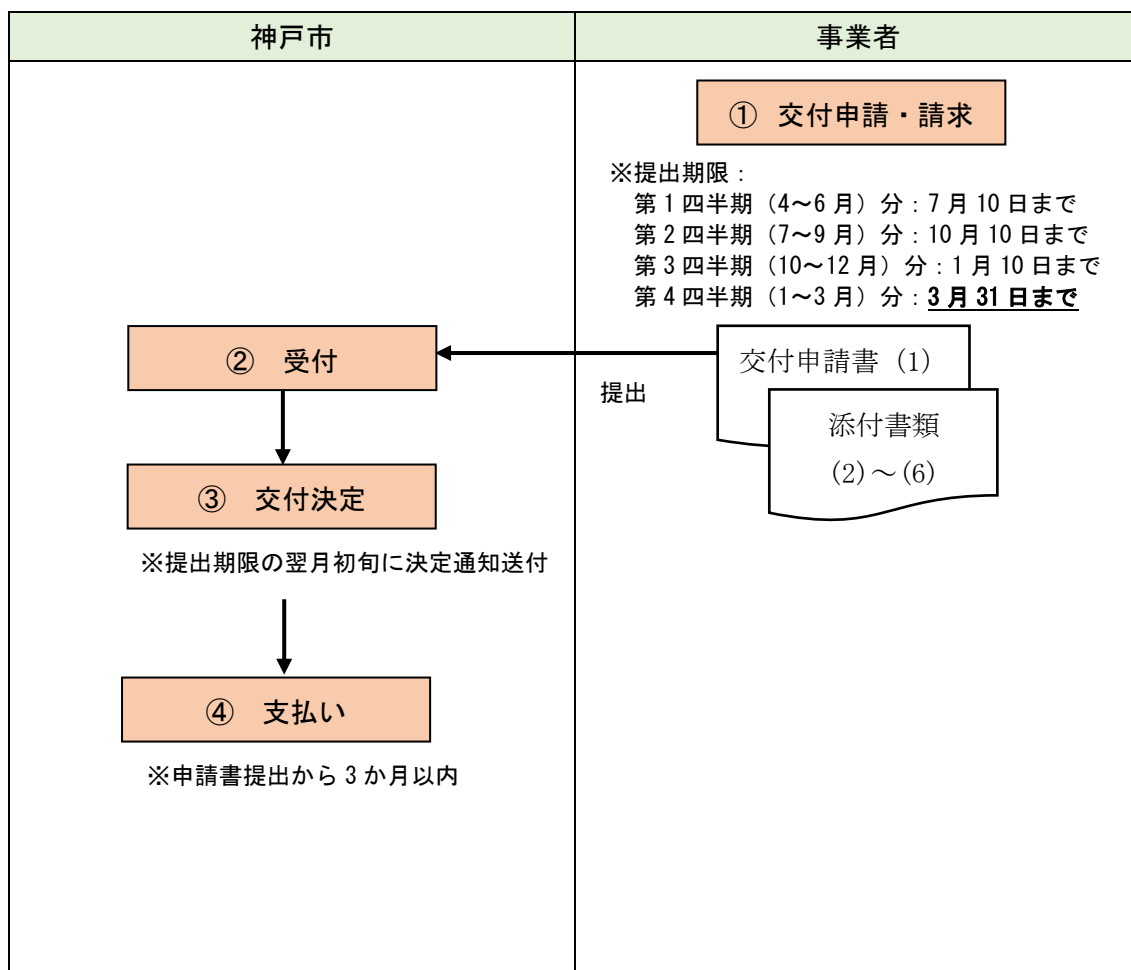 神戸市
事業者
① 交付申請・請求
※提出期限：
第1四半期（4～6月）分：7月10日まで
第2四半期（7～9月）分：10月10日まで
第3四半期（10～12月）分：1月10日まで
第4四半期（1～3月）分：3月31日まで
② 受付
提出
交付申請書 (1)
添付書類
(2)～(6)
③ 交付決定
※提出期限の翌月初旬に決定通知送付
④ 支払い
※申請書提出から3か月以内